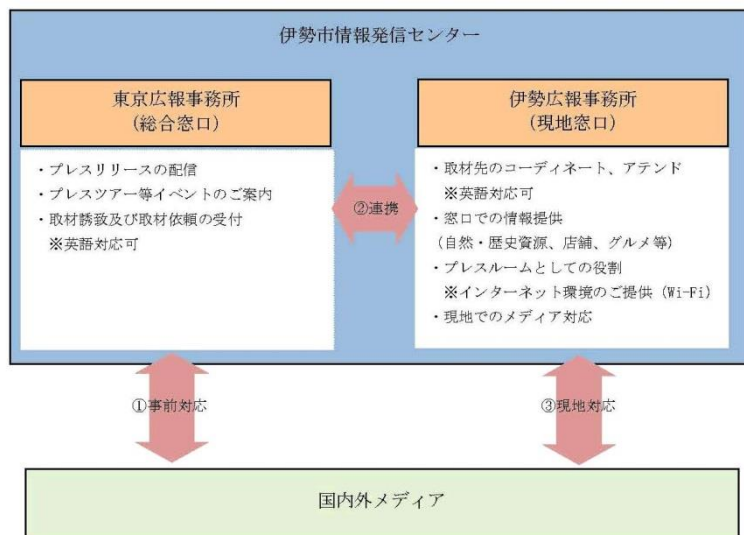 伊勢市情報発信センター
東京広報事務所
(総合窓口)
・プレスリリースの配信
・プレスツアー等イベントのご案内
・取材誘致及び取材依頼の受付
※英語対応可
②連携
伊勢広報事務所
(現地窓口)
・取材先のコーディネート、アテンド
※英語対応可
・窓口での情報提供
(自然・歴史資源、店舗、グルメ等)
・プレスルームとしての役割
※インターネット環境のご提供 (Wi-Fi)
・現地でのメディア対応
①事前対応
③現地対応
国内外メディア